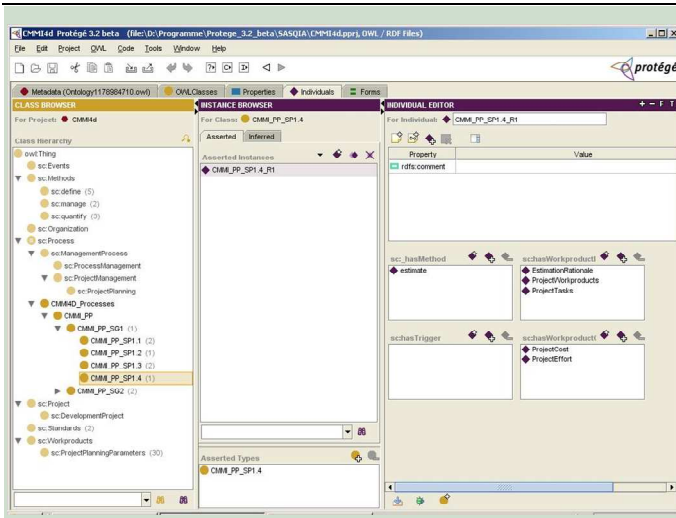 CMMI4d Protégé 3.2 beta (file:\D:\Programme\Protege_3.2_beta\SASQIA\CMMI4d.pprj, OWL / RDF Files)
File Edit Project OWL Code Tools Window Help
protégé
Metadata (Ontology1178984710.owl) OWLClasses Properties Individuals Forms
CLASS BROWSER
For Project: CMMI4d
Class Hierarchy
owl:Thing
sc:Events
sc:Methods
sc:define (5)
sc:manage (2)
sc:quantify (3)
sc:Organization
sc:Process
sc:ManagementProcess
sc:ProcessManagement
sc:ProjectManagement
sc:ProjectPlanning
CMMI4D_Processes
CMMI_PP
CMMI_PP_SG1 (1)
CMMI_PP_SP1.1 (2)
CMMI_PP_SP1.2 (1)
CMMI_PP_SP1.3 (2)
CMMI_PP_SP1.4 (1)
CMMI_PP_SG2 (2)
sc:Project
sc:DevelopmentProject
sc:Standards (2)
sc:Workproducts
sc:ProjectPlanningParameters (30)
INSTANCE BROWSER
For Class: CMMI_PP_SP1.4
Asserted Inferred
Asserted Instances
CMMI_PP_SP1.4_R1
Asserted Types
CMMI_PP_SP1.4
INDIVIDUAL EDITOR + - F T
For Individual: CMMI_PP_SP1.4_R1
Property Value
rdfs:comment
sc:_hasMethod
estimate
sc:hasWorkproductI
EstimationRationale
ProjectWorkproducts
ProjectTasks
sc:hasTrigger
sc:hasWorkproduct
ProjectCost
ProjectEffort